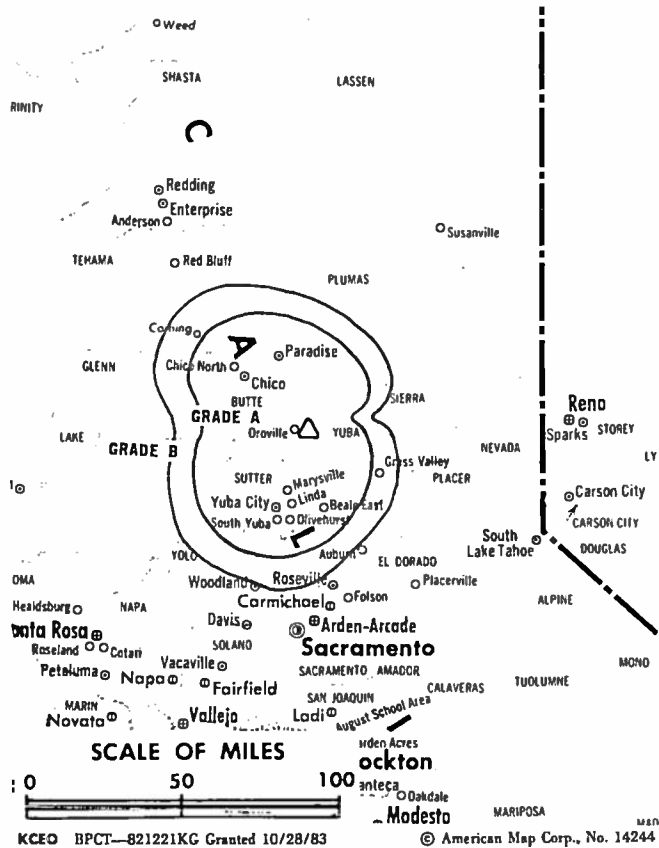 Weed
SHASTA
LASSEN
RINITY
C
Redding
Enterprise
Anderson
Susanville
TEHAMA
Red Bluff
PLUMAS
Corning
A
Paradise
GLENN
Chico North
Chico
BUTTE
SIERRA
GRADE A
Reno
Oroville
YUBA
Sparks
STOREY
LAKE
GRADE B
NEVADA
LY
Grass Valley
PLACER
SUTTER
Marysville
Linda
Yuba City
Beale East
Carson City
South Yuba
Olivehurst
CARSON CITY
L
South
Lake Tahoe
YOLO
Auburn
DOUGLAS
EL DORADO
OMA
Woodland
Roseville
Placerville
Healdsburg
NAPA
Carmichael
Folson
ALPINE
Davis
Arden-Arcade
onta Rosa
Roseland
Cotati
SOLANO
Sacramento
MONO
Vacaville
SACRAMENTO
AMADOR
Petaluma
Napa
Fairfield
TUOLUMNE
CALAVERAS
MARIN
SAN JOAQUIN
Novato
Vallejo
Lodi
August School Area
SCALE OF MILES
rden Acres
ockton
0 50 100
anteca
Oakdale
Modesto
MARIPOSA
MAD
KCEO BPCT—821221KG Granted 10/28/83
© American Map Corp., No. 14244